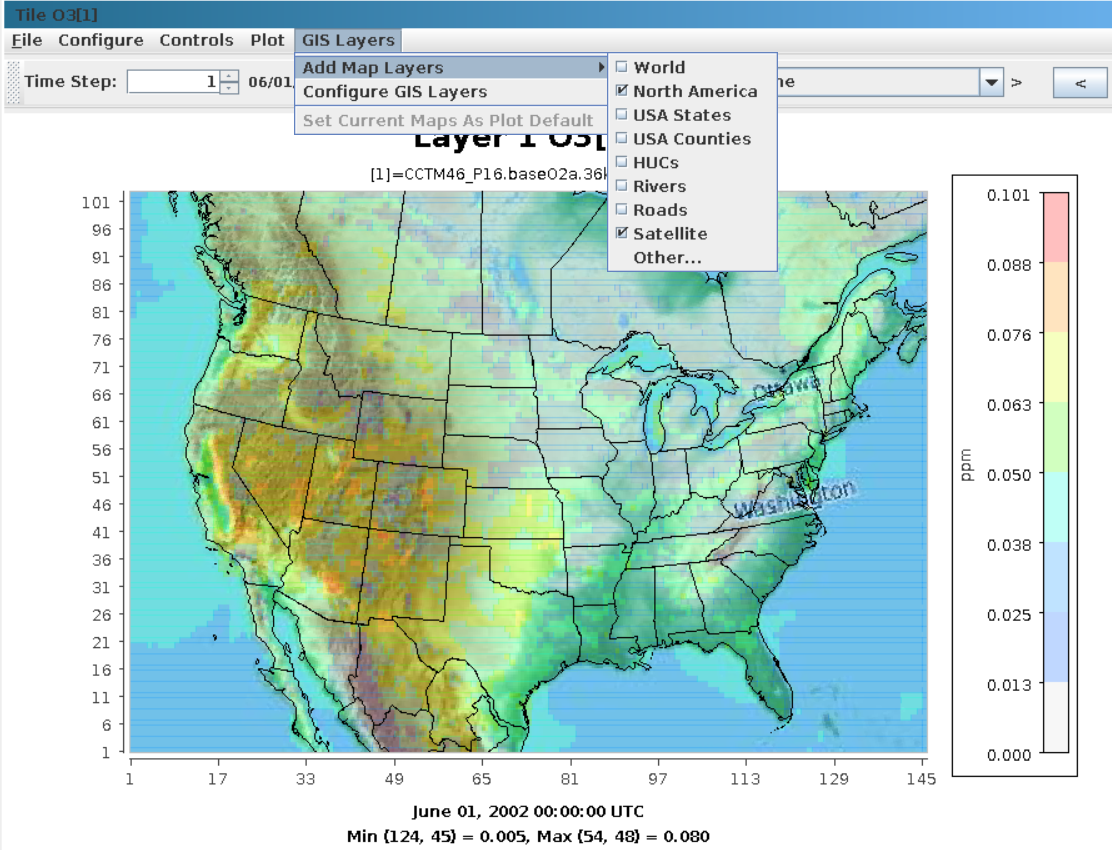 Tile O3[1]
File Configure Controls Plot GIS Layers
Add Map Layers
Configure GIS Layers
Set Current Maps As Plot Default
World
North America
USA States
USA Counties
HUCs
Rivers
Roads
Satellite
Other...
Time Step: 1 06/01 > <
Layer 1 O3[
[1]=CCTM46_P16.baseO2a.36k
101
96
91
86
81
76
71
66
61
56
51
46
41
36
31
26
21
16
11
6
1
Ottawa
Washington
1 17 33 49 65 81 97 113 129 145
0.101
0.088
0.076
0.063
0.050
0.038
0.025
0.013
0.000
ppm
June 01, 2002 00:00:00 UTC
Min (124, 45) = 0.005, Max (54, 48) = 0.080